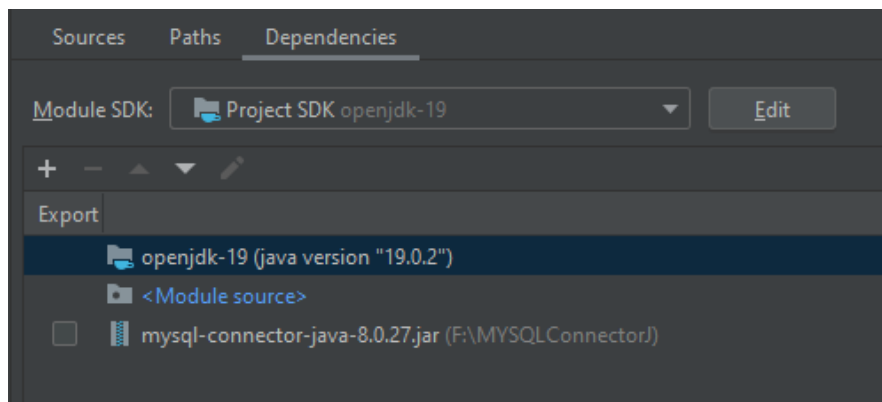 Sources Paths Dependencies
Module SDK: Project SDK openjdk-19 Edit
Export
openjdk-19 (java version "19.0.2")
<Module source>
mysql-connector-java-8.0.27.jar (F:\MYSQLConnectorJ)